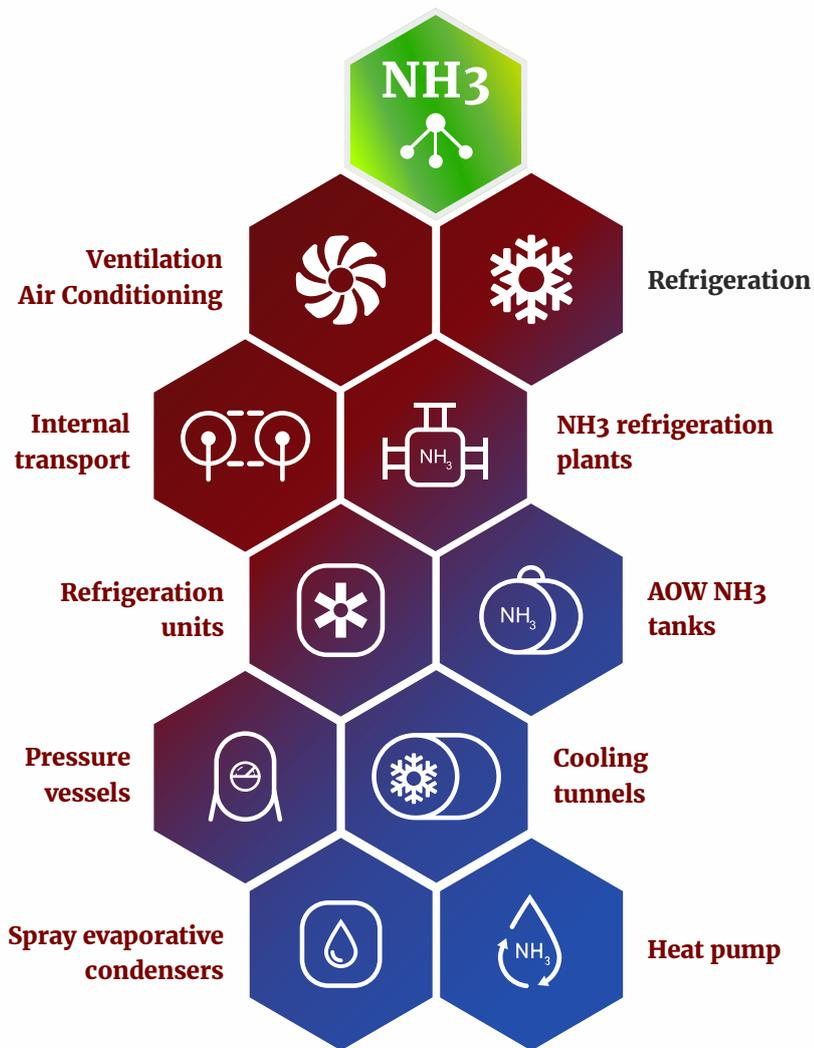 NH3
Ventilation
Air Conditioning
Refrigeration
Internal
transport
NH3
NH3 refrigeration
plants
Refrigeration
units
NH3
AOW NH3
tanks
Pressure
vessels
Cooling
tunnels
Spray evaporative
condensers
NH3
Heat pump